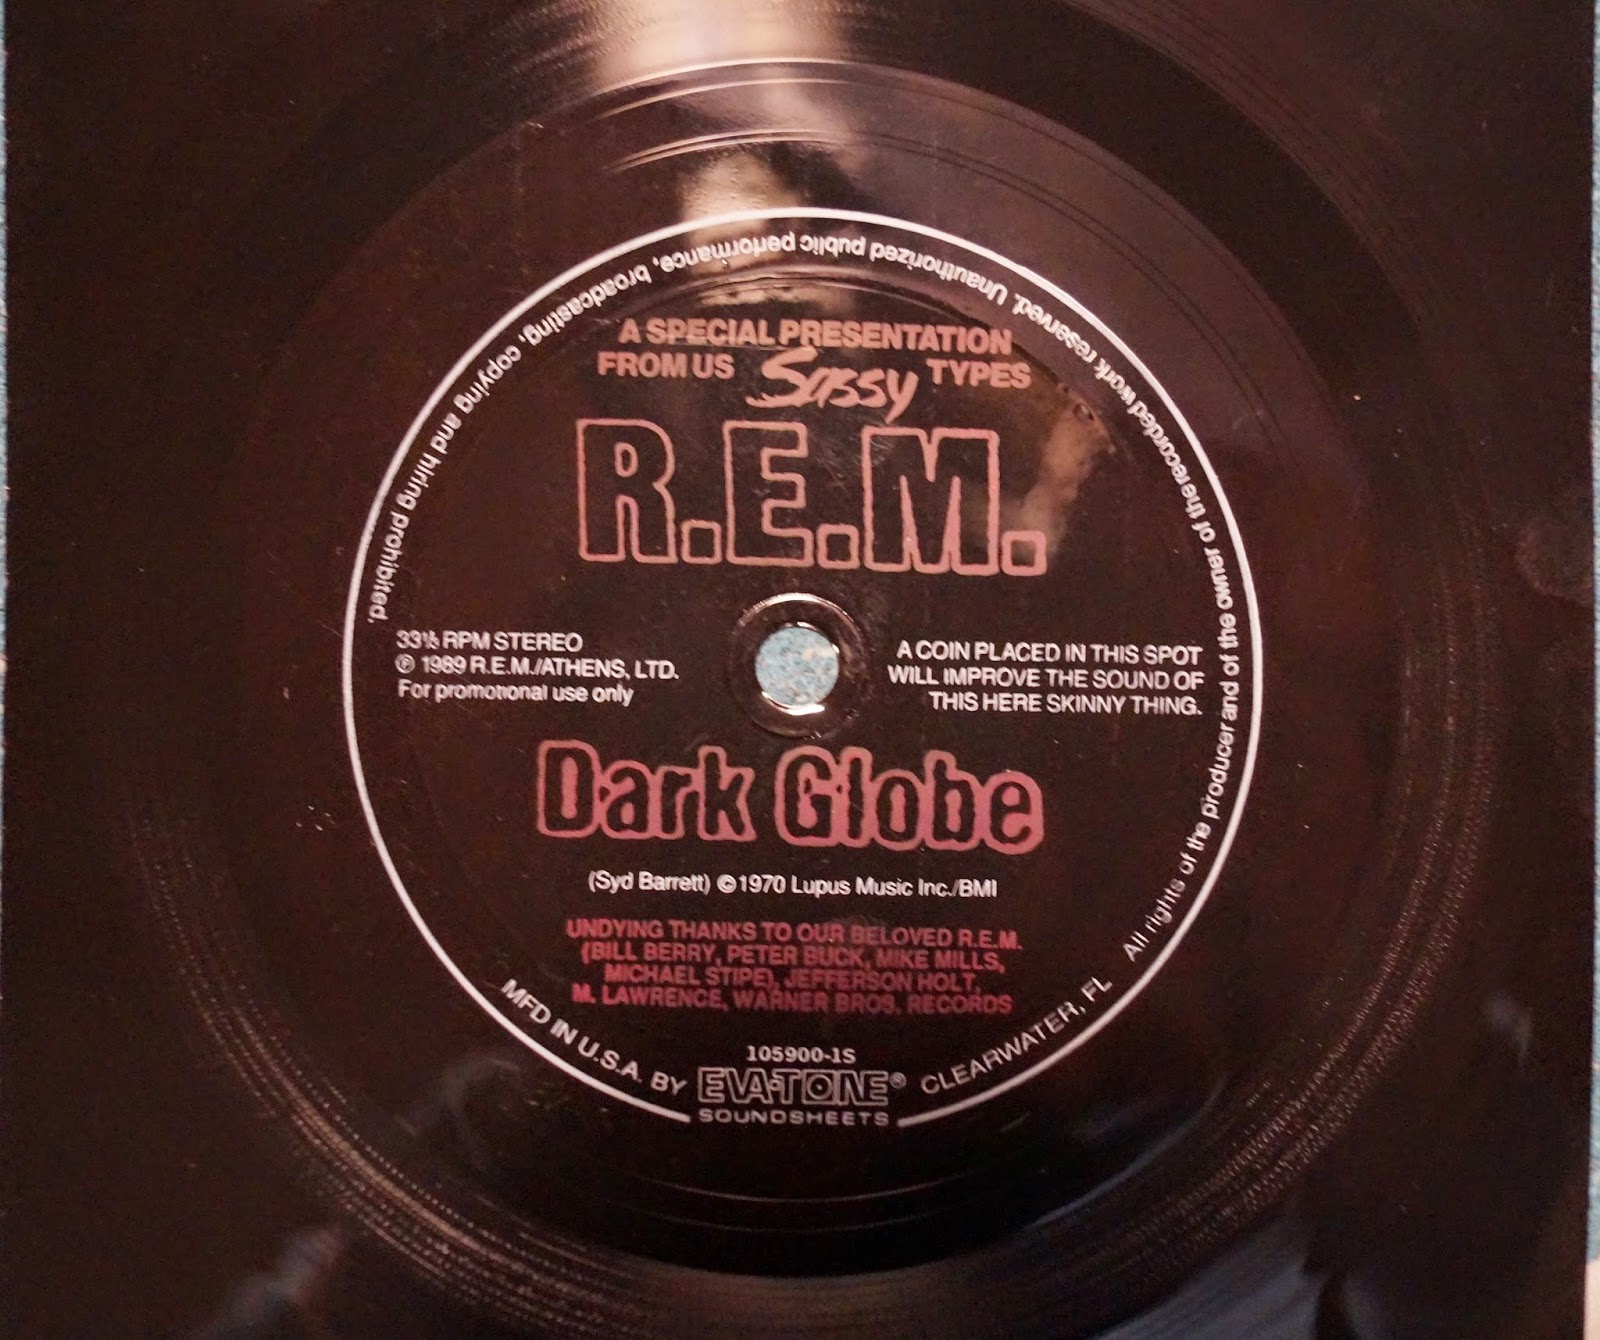 A SPECIAL PRESENTATION
FROM US Sassy TYPES
R.E.M.
33⅓ RPM STEREO
℗ 1989 R.E.M./ATHENS, LTD.
For promotional use only
A COIN PLACED IN THIS SPOT
WILL IMPROVE THE SOUND OF
THIS HERE SKINNY THING.
Dark Globe
(Syd Barrett) © 1970 Lupus Music Inc./BMI
UNDYING THANKS TO OUR BELOVED R.E.M.
(BILL BERRY, PETER BUCK, MIKE MILLS,
MICHAEL STIPE), JEFFERSON HOLT,
M. LAWRENCE, WARNER BROS. RECORDS
105900-1S
MFD IN U.S.A. BY EVA-TONE® CLEARWATER, FL
SOUNDSHEETS
All rights of the producer and of the owner of the recorded work reserved. Unauthorized public performance, broadcasting, copying and hiring prohibited.